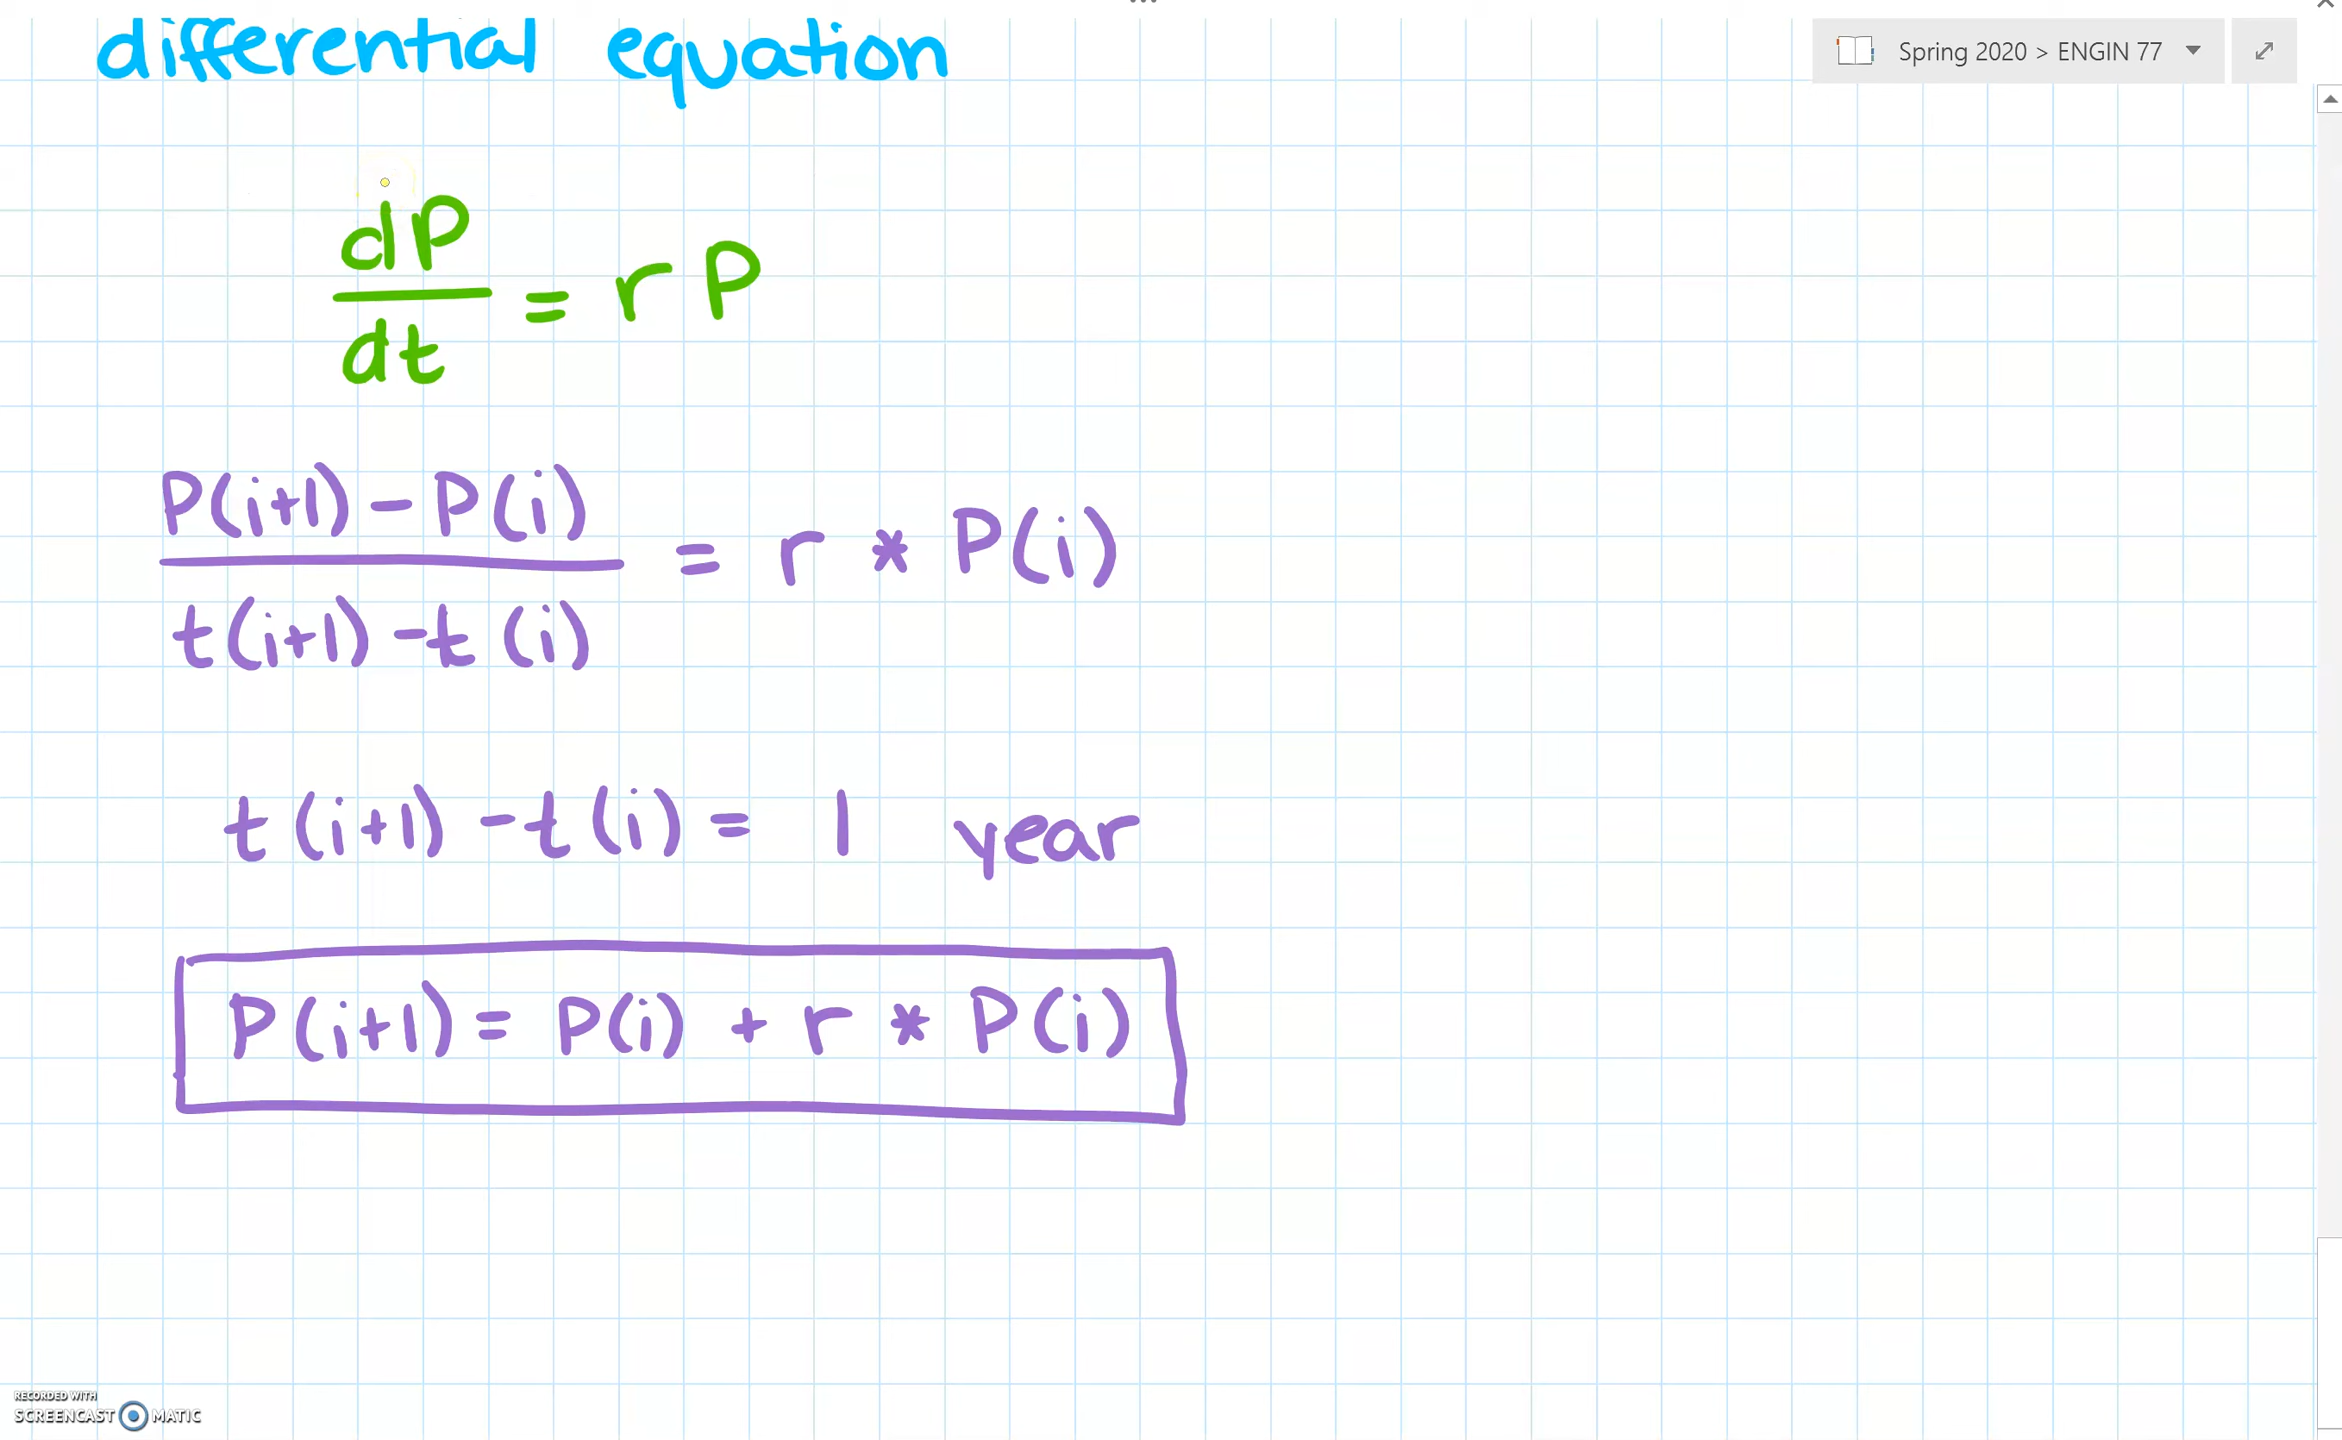 differential equation
Spring 2020 > ENGIN 77
dP
dt
= r P
P(i+1) - P(i)
t(i+1) - t(i)
= r * P(i)
t(i+1) - t(i) = 1 year
P(i+1) = P(i) + r * P(i)
RECORDED WITH
SCREENCAST MATIC